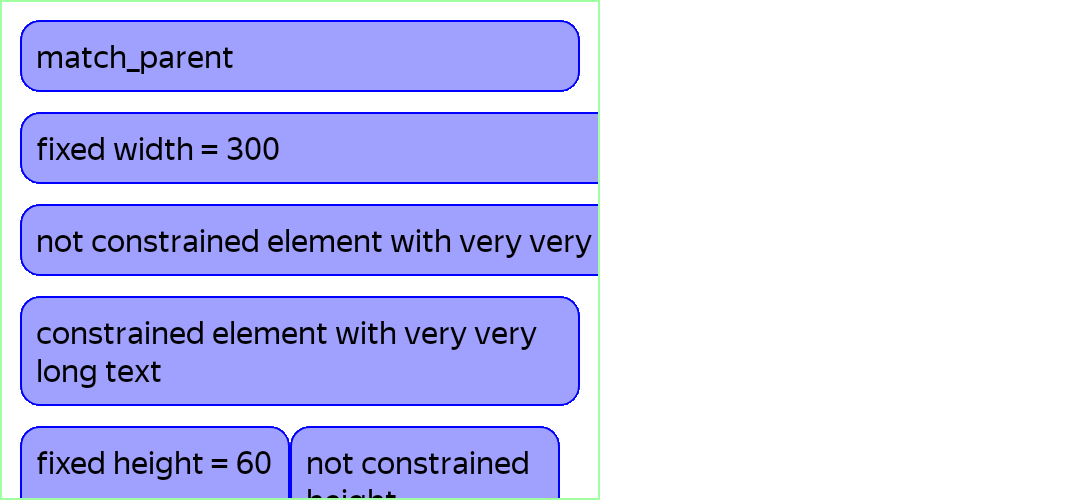 match_parent
fixed width = 300
not constrained element with very very
constrained element with very very
long text
fixed height = 60
not constrained
height